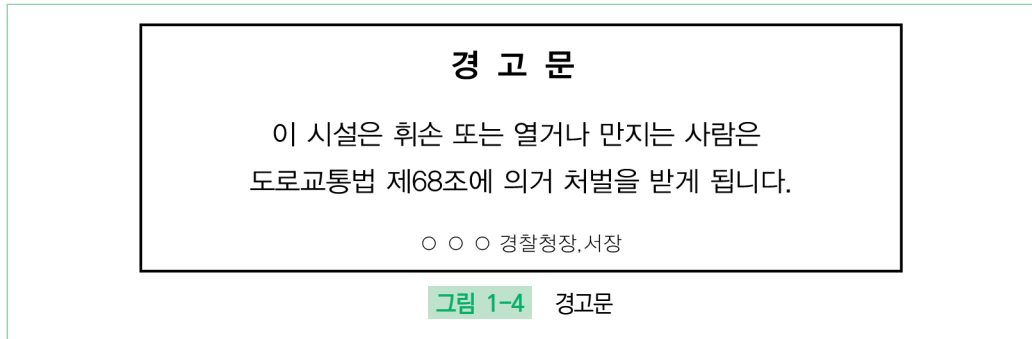 경 고 문
이 시설은 휘손 또는 열거나 만지는 사람은
도로교통법 제68조에 의거 처벌을 받게 됩니다.
○ ○ ○ 경찰청장,서장
그림 1-4 경고문